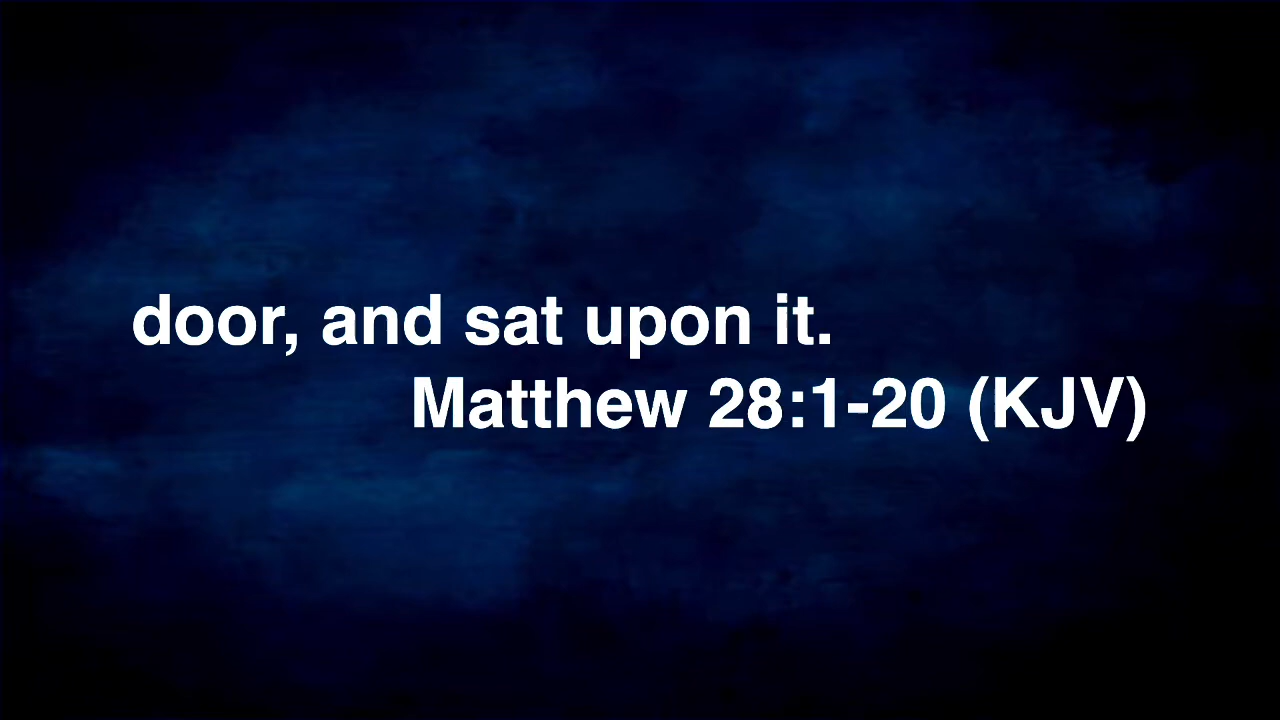 door, and sat upon it.
Matthew 28:1-20 (KJV)